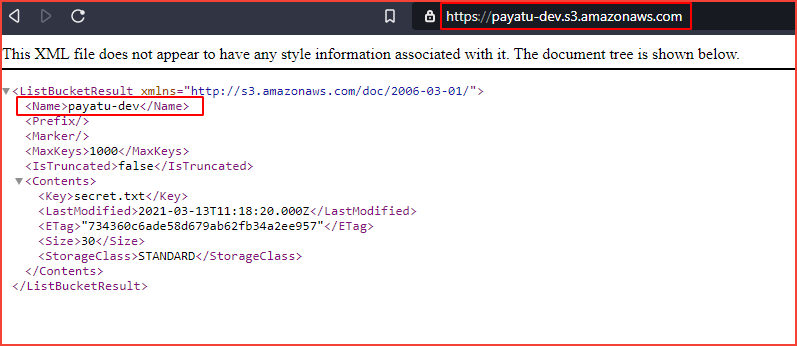 https://payatu-dev.s3.amazonaws.com
This XML file does not appear to have any style information associated with it. The document tree is shown below.
<ListBucketResult xmlns="http://s3.amazonaws.com/doc/2006-03-01/">
<Name>payatu-dev</Name>
<Prefix/>
<Marker/>
<MaxKeys>1000</MaxKeys>
<IsTruncated>false</IsTruncated>
<Contents>
<Key>secret.txt</Key>
<LastModified>2021-03-13T11:18:20.000Z</LastModified>
<ETag>"734360c6ade58d679ab62fb34a2ee957"</ETag>
<Size>30</Size>
<StorageClass>STANDARD</StorageClass>
</Contents>
</ListBucketResult>